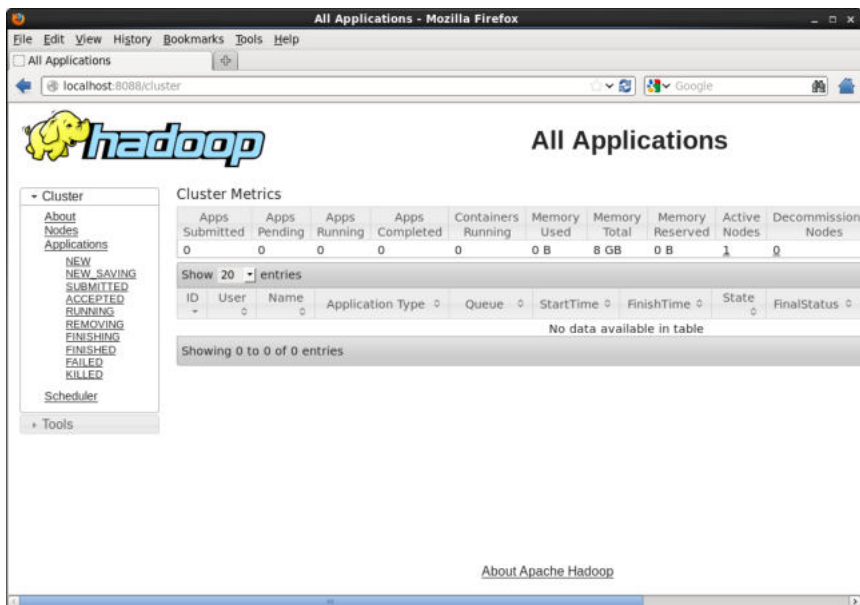 All Applications - Mozilla Firefox
File Edit View History Bookmarks Tools Help
All Applications
localhost:8088/cluster
Google
hadoop
All Applications
Cluster
About
Nodes
Applications
NEW
NEW_SAVING
SUBMITTED
ACCEPTED
RUNNING
REMOVING
FINISHING
FINISHED
FAILED
KILLED
Scheduler
Tools
Cluster Metrics
Apps Submitted Apps Pending Apps Running Apps Completed Containers Running Memory Used Memory Total Memory Reserved Active Nodes Decommission Nodes
0 0 0 0 0 0 B 8 GB 0 B 1 0
Show 20 entries
ID User Name Application Type Queue StartTime FinishTime State FinalStatus
No data available in table
Showing 0 to 0 of 0 entries
About Apache Hadoop